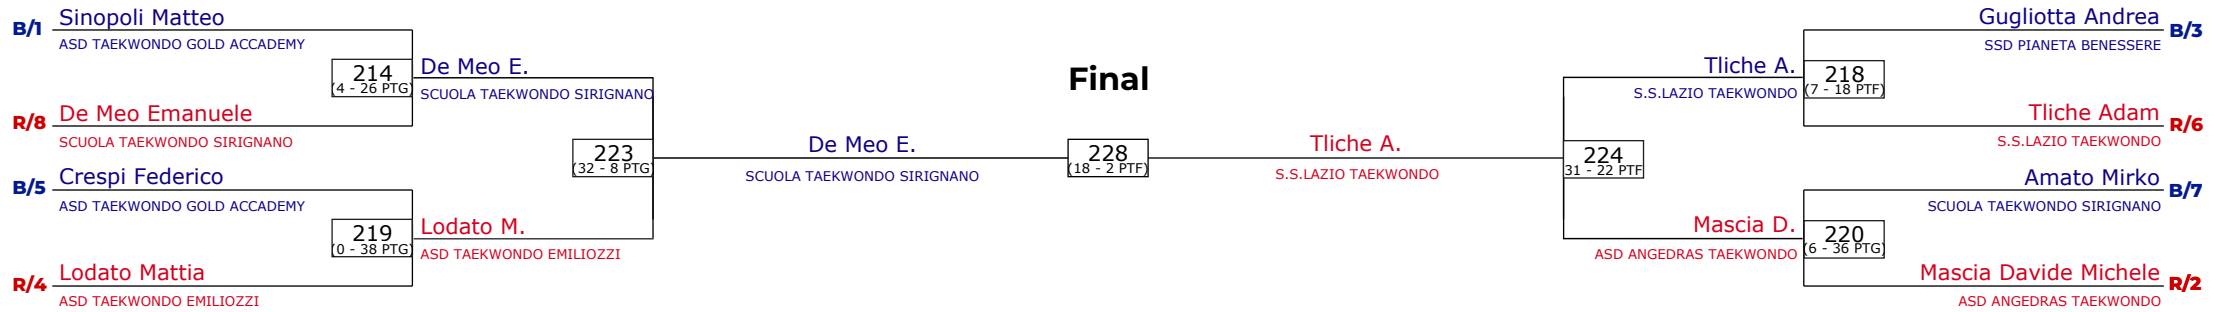 B/1
Sinopoli Matteo
ASD TAEKWONDO GOLD ACCADEMY
214
(4 - 26 PTG)
R/8
De Meo Emanuele
SCUOLA TAEKWONDO SIRIGNANO
De Meo E.
SCUOLA TAEKWONDO SIRIGNANO
B/5
Crespi Federico
ASD TAEKWONDO GOLD ACCADEMY
219
(0 - 38 PTG)
R/4
Lodato Mattia
ASD TAEKWONDO EMILIOZZI
Lodato M.
ASD TAEKWONDO EMILIOZZI
223
(32 - 8 PTG)
De Meo E.
SCUOLA TAEKWONDO SIRIGNANO
Final
228
(18 - 2 PTF)
Tliche A.
S.S.LAZIO TAEKWONDO
224
31 - 22 PTF
Tliche A.
S.S.LAZIO TAEKWONDO
Mascia D.
ASD ANGEDRAS TAEKWONDO
Gugliotta Andrea
B/3
SSD PIANETA BENESSERE
218
(7 - 18 PTF)
Tliche Adam
R/6
S.S.LAZIO TAEKWONDO
Amato Mirko
B/7
SCUOLA TAEKWONDO SIRIGNANO
220
(6 - 36 PTG)
Mascia Davide Michele
R/2
ASD ANGEDRAS TAEKWONDO